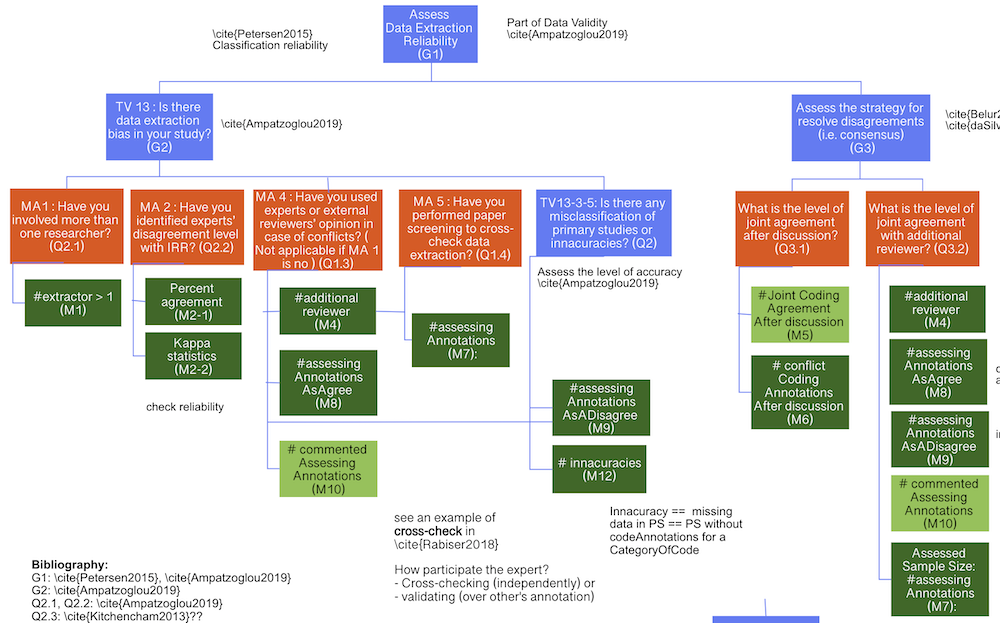 Assess
Data Extraction
Reliability
(G1)
\cite{Petersen2015}
Classification reliability
Part of Data Validity
\cite{Ampatzoglou2019}
TV 13 : Is there
data extraction
bias in your study?
(G2)
\cite{Ampatzoglou2019}
Assess the strategy for
resolve disagreements
(i.e. consensus)
(G3)
\cite{Belur2
\cite{daSilv
MA1 : Have you
involved more than
one researcher?
(Q2.1)
MA 2 : Have you
identified experts'
disagreement level
with IRR? (Q2.2)
MA 4 : Have you used
experts or external
reviewers' opinion in
case of conflicts? (
Not applicable if MA 1
is no ) (Q1.3)
MA 5 : Have you
performed paper
screening to cross-
check data
extraction? (Q1.4)
TV13-3-5: Is there any
misclassification of
primary studies or
innacuracies? (Q2)
What is the level of
joint agreement
after discussion?
(Q3.1)
What is the level of
joint agreement
with additional
reviewer? (Q3.2)
Assess the level of accuracy
\cite{Ampatzoglou2019}
#extractor > 1
(M1)
Percent
agreement
(M2-1)
Kappa
statistics
(M2-2)
check reliability
#additional
reviewer
(M4)
#assessing
Annotations
AsAgree
(M8)
# commented
Assessing
Annotations
(M10)
#assessing
Annotations
(M7):
#assessing
Annotations
AsADisagree
(M9)
# innacuracies
(M12)
#Joint Coding
Agreement
After discussion
(M5)
# conflict
Coding
Annotations
After discussion
(M6)
#additional
reviewer
(M4)
#assessing
Annotations
AsAgree
(M8)
#assessing
Annotations
AsADisagree
(M9)
# commented
Assessing
Annotations
(M10)
Assessed
Sample Size:
#assessing
Annotations
(M7):
see an example of
cross-check in
\cite{Rabiser2018}
How participate the expert?
- Cross-checking (independently) or
- validating (over other's annotation)
Innacuracy == missing
data in PS == PS without
codeAnnotations for a
CategoryOfCode
Bibliography:
G1: \cite{Petersen2015}, \cite{Ampatzoglou2019}
G2: \cite{Ampatzoglou2019}
Q2.1, Q2.2: \cite{Ampatzoglou2019}
Q2.3: \cite{Kitchencham2013}??